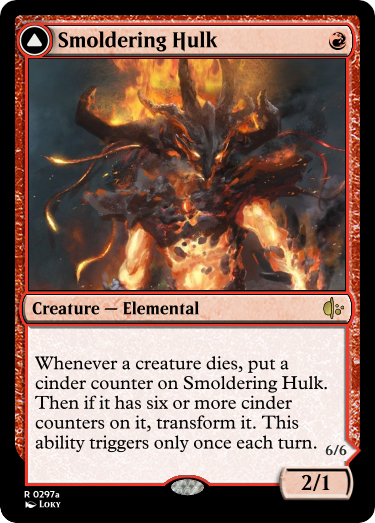 Smoldering Hulk
Creature — Elemental
Whenever a creature dies, put a
cinder counter on Smoldering Hulk.
Then if it has six or more cinder
counters on it, transform it. This
ability triggers only once each turn.
6/6
2/1
R 0297a
Loky